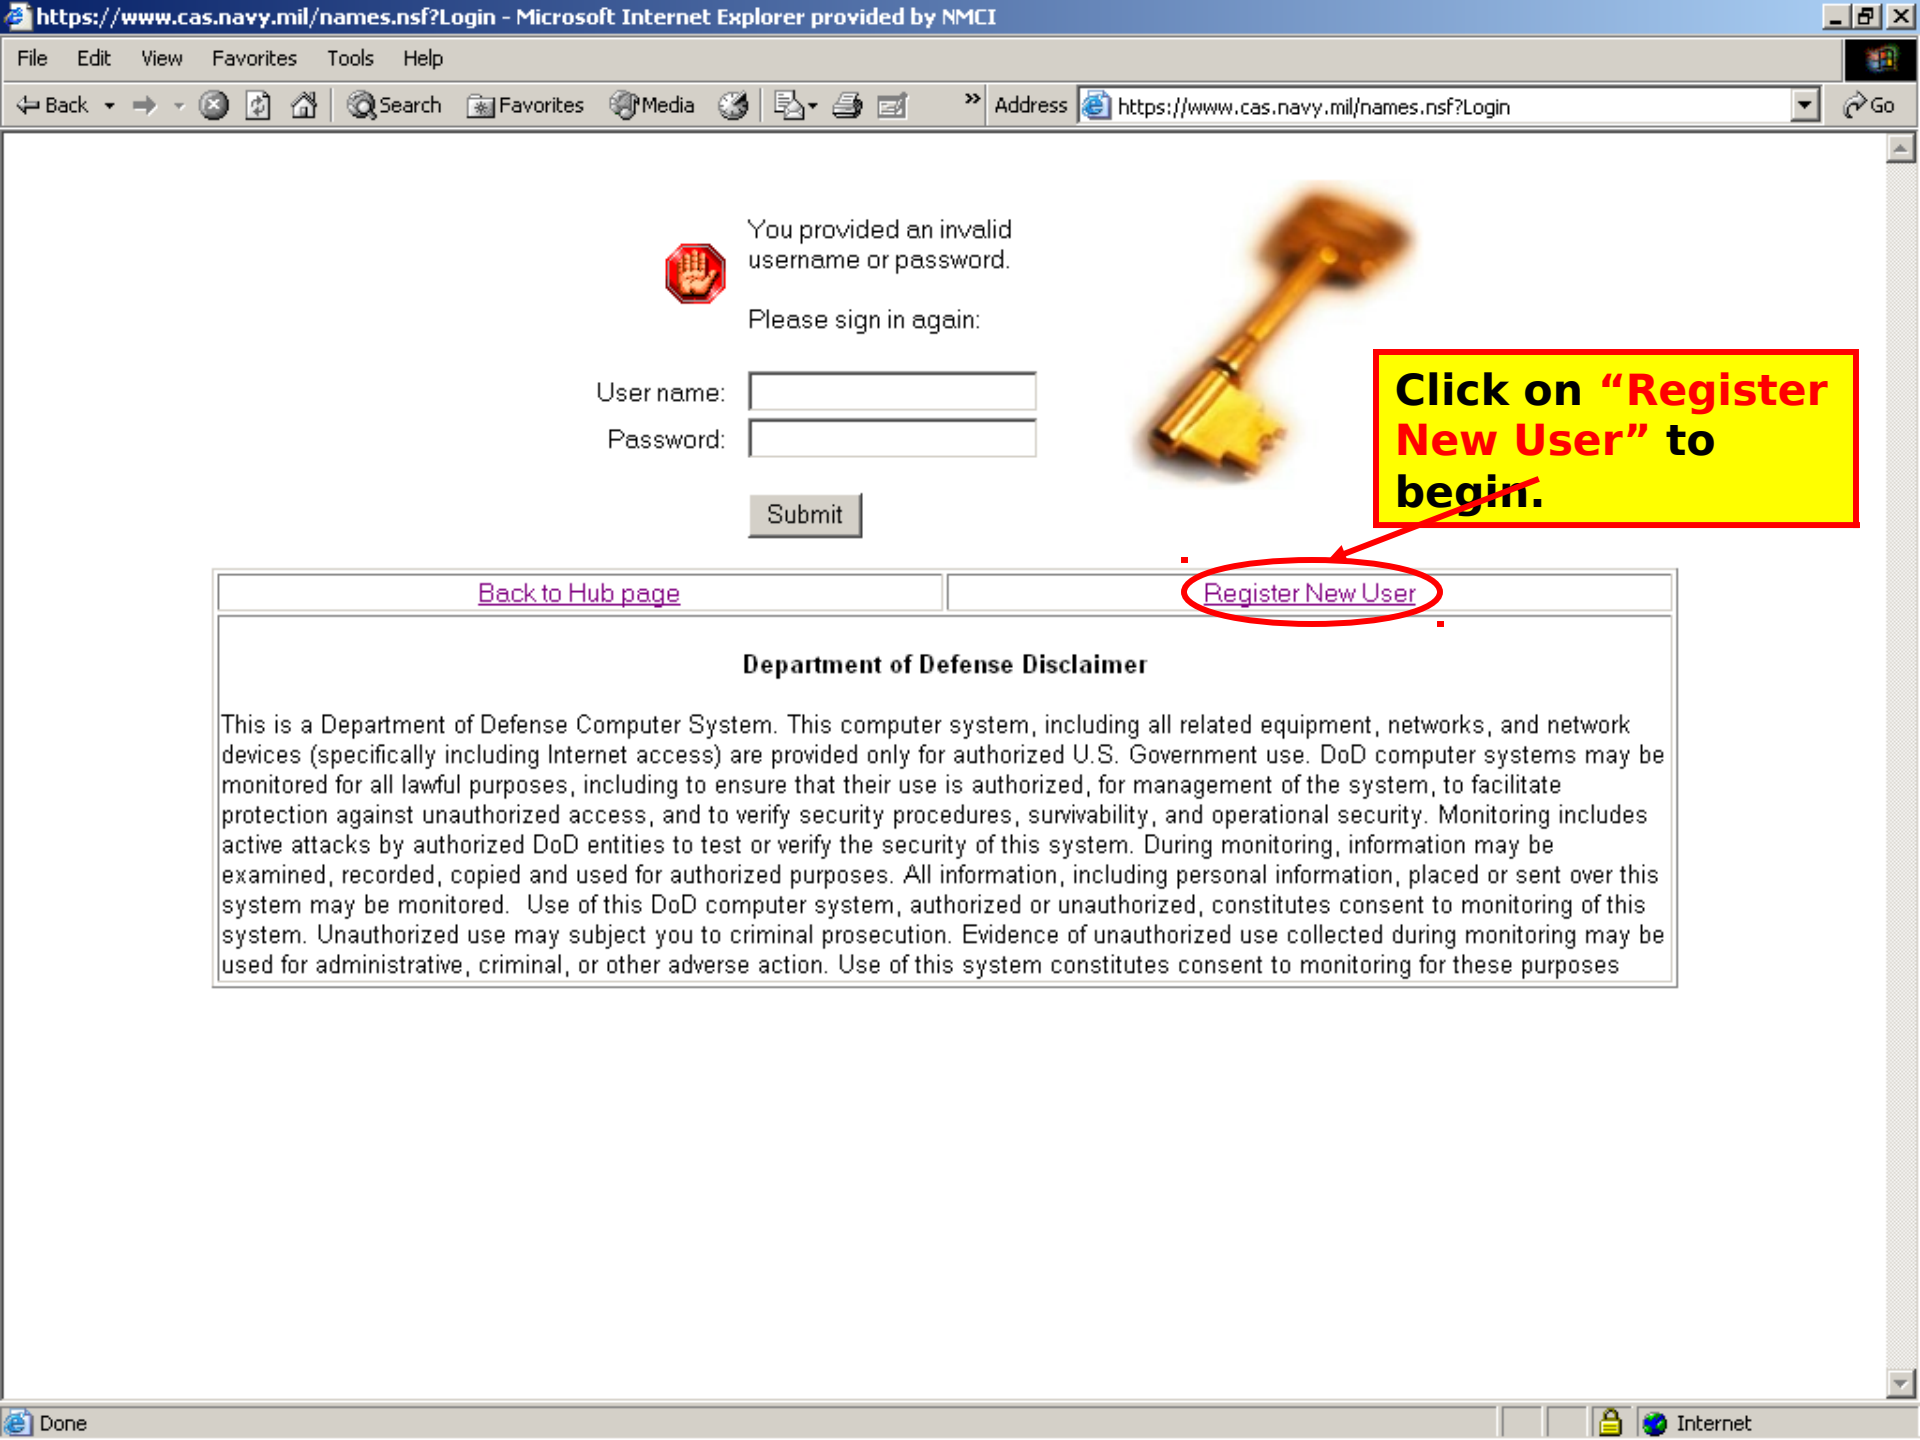 https://www.cas.navy.mil/names.nsf?Login - Microsoft Internet Explorer provided by NMCI
File Edit View Favorites Tools Help
Back Search Favorites Media » Address https://www.cas.navy.mil/names.nsf?Login Go
You provided an invalid
username or password.
Please sign in again:
User name:
Password:
Submit
Click on “Register
New User” to
begin.
Back to Hub page Register New User
Department of Defense Disclaimer
This is a Department of Defense Computer System. This computer system, including all related equipment, networks, and network
devices (specifically including Internet access) are provided only for authorized U.S. Government use. DoD computer systems may be
monitored for all lawful purposes, including to ensure that their use is authorized, for management of the system, to facilitate
protection against unauthorized access, and to verify security procedures, survivability, and operational security. Monitoring includes
active attacks by authorized DoD entities to test or verify the security of this system. During monitoring, information may be
examined, recorded, copied and used for authorized purposes. All information, including personal information, placed or sent over this
system may be monitored.  Use of this DoD computer system, authorized or unauthorized, constitutes consent to monitoring of this
system. Unauthorized use may subject you to criminal prosecution. Evidence of unauthorized use collected during monitoring may be
used for administrative, criminal, or other adverse action. Use of this system constitutes consent to monitoring for these purposes
Done Internet